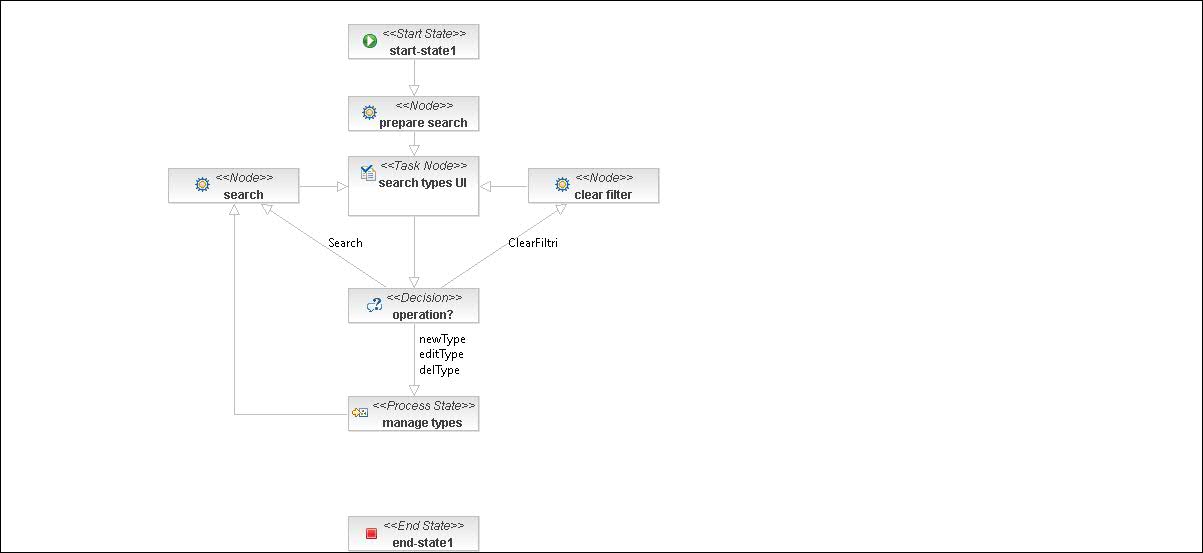 <<Start State>>
start-state1
<<Node>>
prepare search
<<Task Node>>
search types UI
<<Node>>
search
<<Node>>
clear filter
Search
ClearFiltri
<<Decision>>
operation?
newType
editType
delType
<<Process State>>
manage types
<<End State>>
end-state1